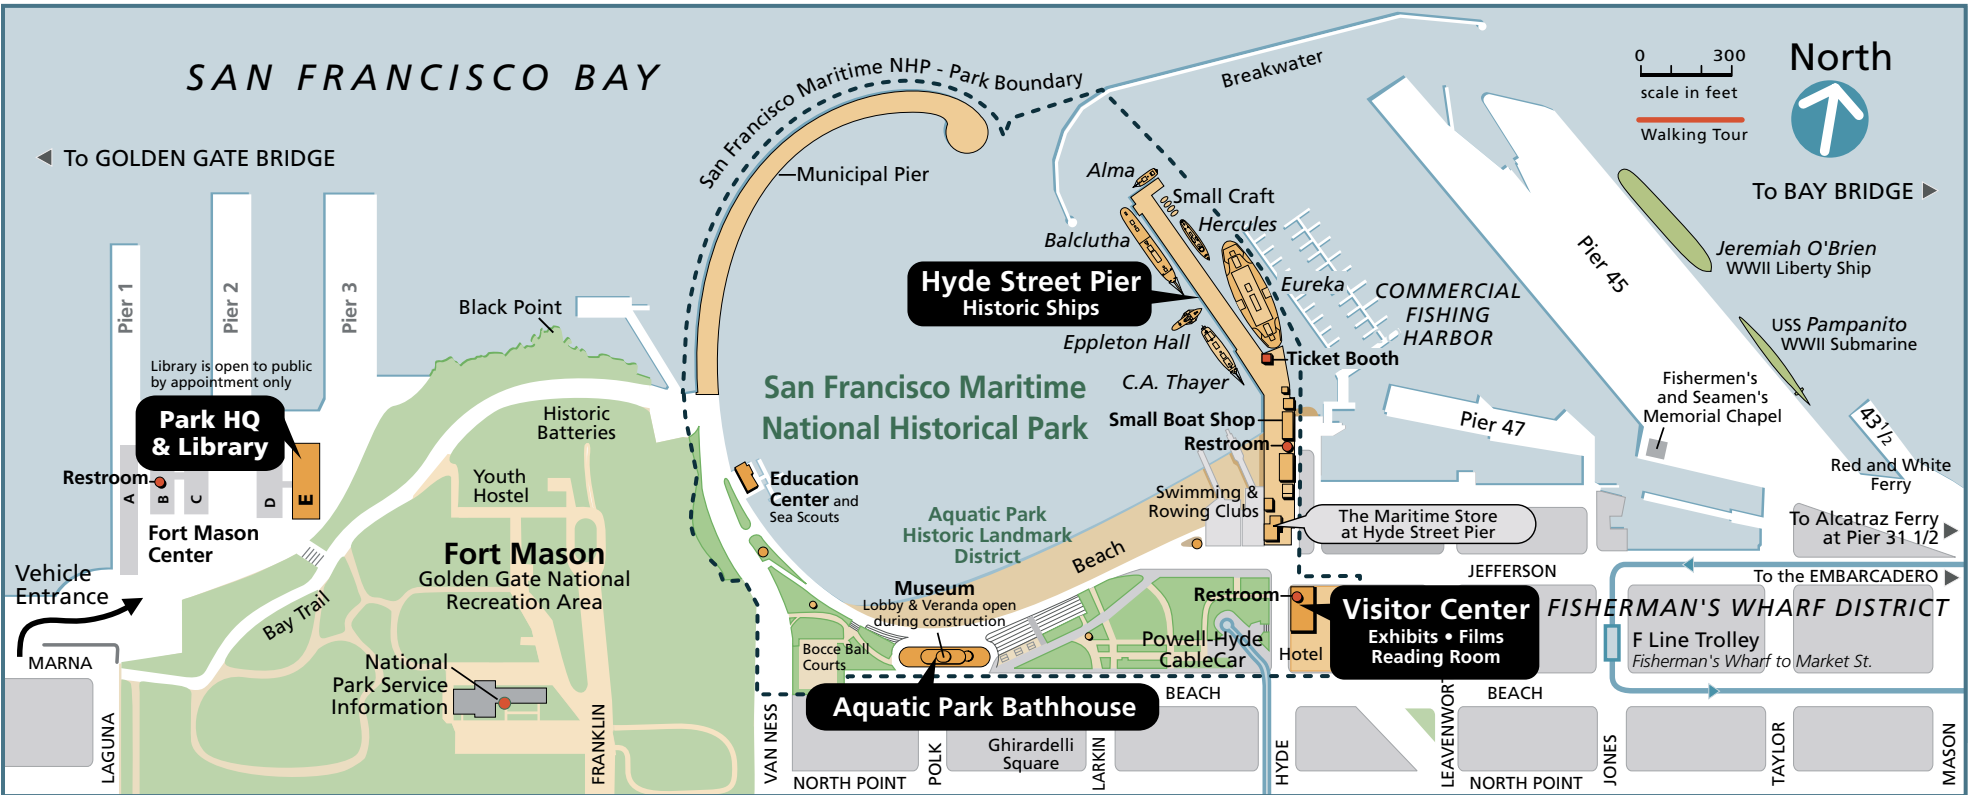 SAN FRANCISCO BAY
San Francisco Maritime NHP - Park Boundary
Breakwater
0 300
scale in feet
Walking Tour
North
To GOLDEN GATE BRIDGE
To BAY BRIDGE
Municipal Pier
Alma
Small Craft
Hercules
Balclutha
Hyde Street Pier
Historic Ships
Eureka
Eppleton Hall
C.A. Thayer
Ticket Booth
COMMERCIAL
FISHING
HARBOR
Pier 45
Jeremiah O'Brien
WWII Liberty Ship
USS Pampanito
WWII Submarine
Fishermen's
and Seamen's
Memorial Chapel
43 1/2
Red and White
Ferry
To Alcatraz Ferry
at Pier 31 1/2
Pier 47
Pier 1
Pier 2
Pier 3
Black Point
Library is open to public
by appointment only
Park HQ
& Library
Restroom
A
B
C
D
E
Fort Mason
Center
Historic
Batteries
Youth
Hostel
San Francisco Maritime
National Historical Park
Small Boat Shop
Restroom
Education
Center and
Sea Scouts
Swimming &
Rowing Clubs
The Maritime Store
at Hyde Street Pier
Aquatic Park
Historic Landmark
District
Beach
Fort Mason
Golden Gate National
Recreation Area
Vehicle
Entrance
Bay Trail
MARNA
National
Park Service
Information
Museum
Lobby & Veranda open
during construction
Bocce Ball
Courts
Aquatic Park Bathhouse
Restroom
Powell-Hyde
CableCar
Hotel
Visitor Center
Exhibits • Films
Reading Room
JEFFERSON
To the EMBARCADERO
FISHERMAN'S WHARF DISTRICT
F Line Trolley
Fisherman's Wharf to Market St.
BEACH
BEACH
Ghirardelli
Square
NORTH POINT
NORTH POINT
LAGUNA
FRANKLIN
VAN NESS
POLK
LARKIN
HYDE
LEAVENWORT
JONES
TAYLOR
MASON